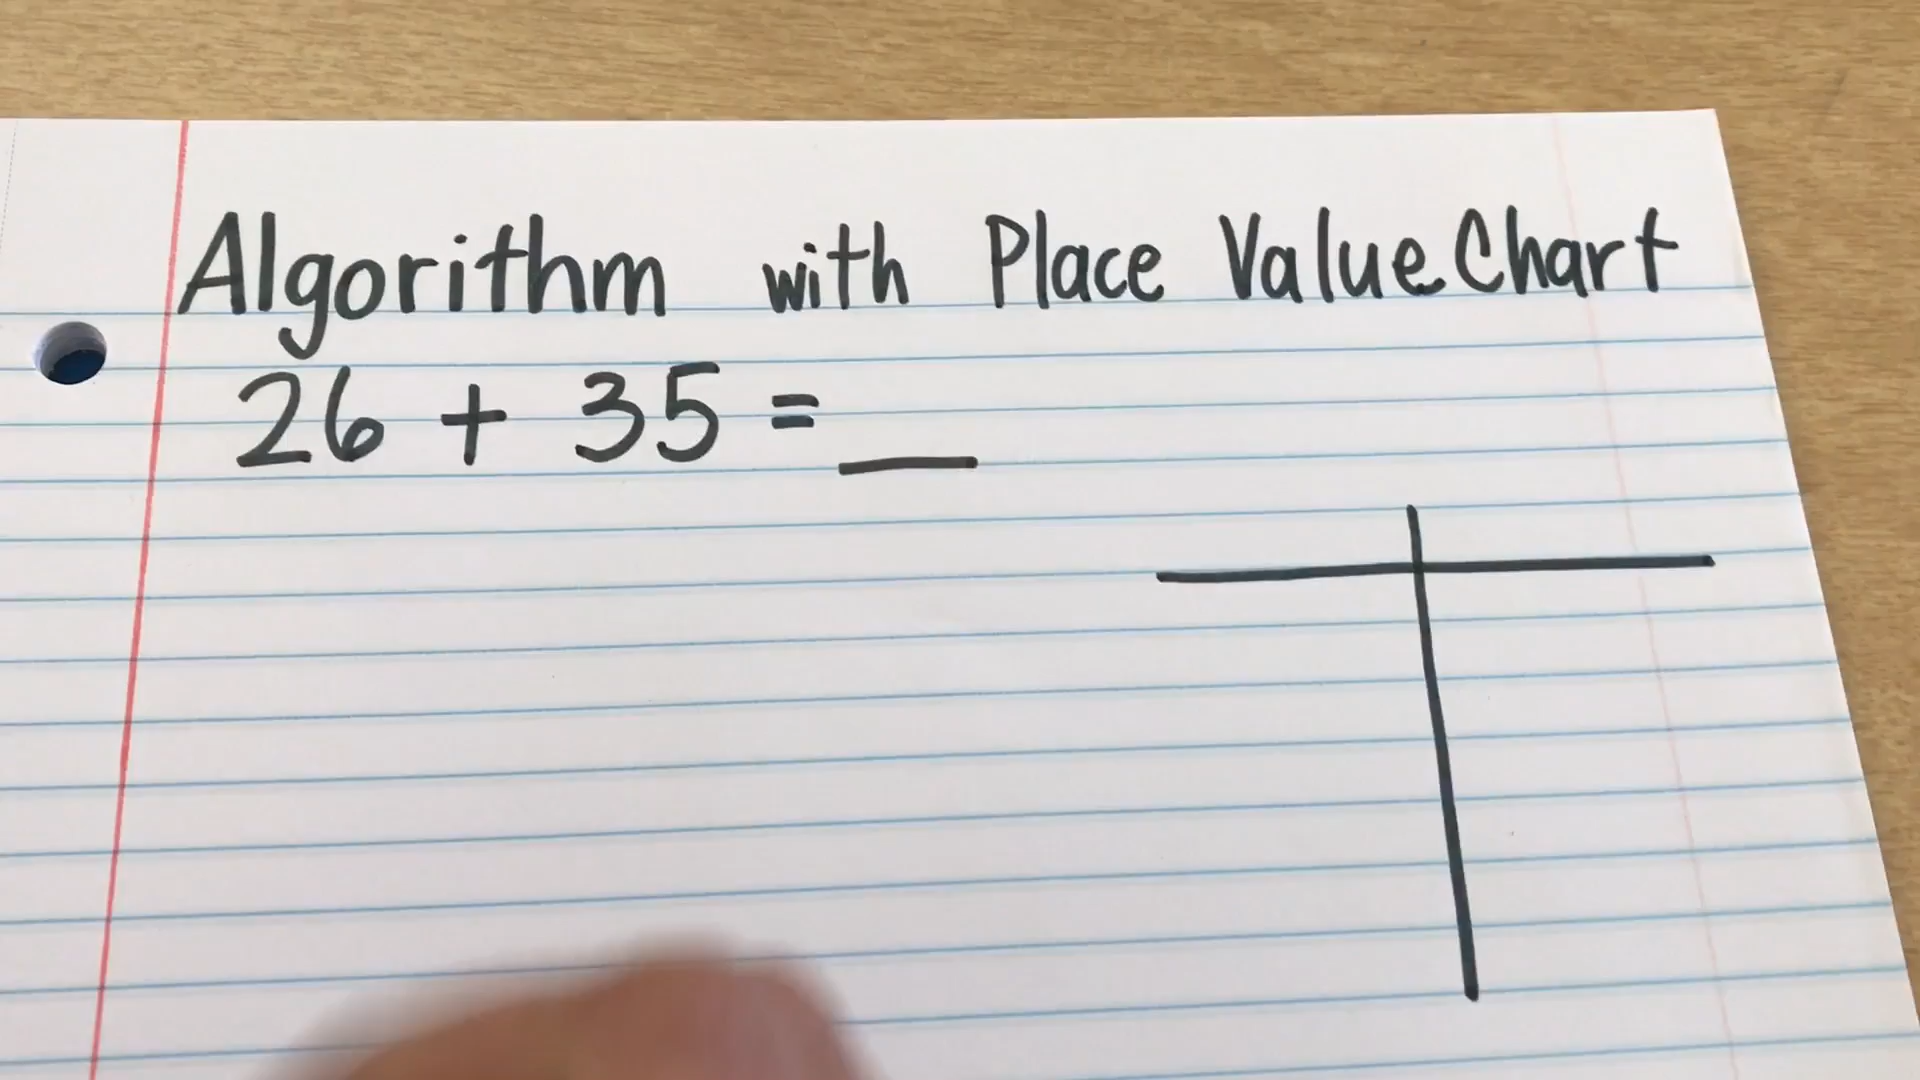 Algorithm with Place Value Chart
26 + 35 = __